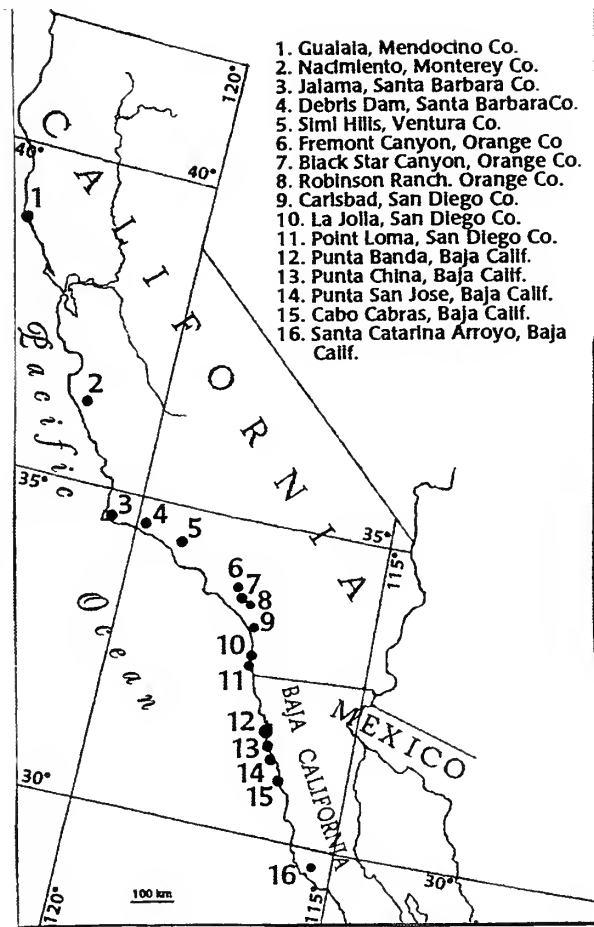 1. Gualala, Mendocino Co.
2. Nacimiento, Monterey Co.
3. Jalama, Santa Barbara Co.
4. Debris Dam, Santa BarbaraCo.
5. Simi Hills, Ventura Co.
6. Fremont Canyon, Orange Co
7. Black Star Canyon, Orange Co.
8. Robinson Ranch. Orange Co.
9. Carlsbad, San Diego Co.
10. La Jolla, San Diego Co.
11. Point Loma, San Diego Co.
12. Punta Banda, Baja Calif.
13. Punta China, Baja Calif.
14. Punta San Jose, Baja Calif.
15. Cabo Cabras, Baja Calif.
16. Santa Catarina Arroyo, Baja
Calif.
120°
40°
40°
CALIFORNIA
1
Pacific
Ocean
2
35°
3
4
5
35°
115°
6
7
8
9
10
11
BAJA CALIFORNIA
MEXICO
12
13
14
15
30°
16
30°
100 km
120°
115°